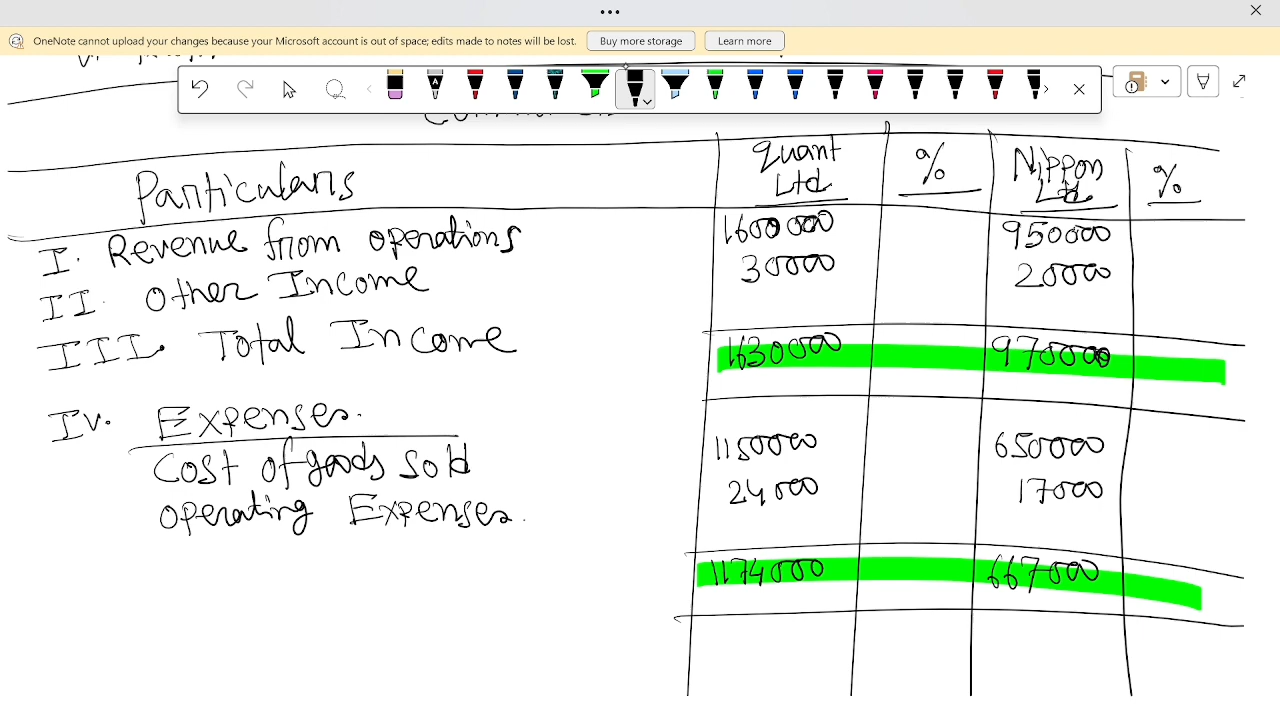 OneNote cannot upload your changes because your Microsoft account is out of space; edits made to notes will be lost. Buy more storage Learn more
Particulars Quant Ltd % Nippon Ltd %
I. Revenue from operations 1600000 950000
II. Other Income 30000 20000
III. Total Income 1630000 970000
IV. Expenses.
Cost of goods sold 1150000 650000
operating Expenses. 24000 17000
1174000 667000